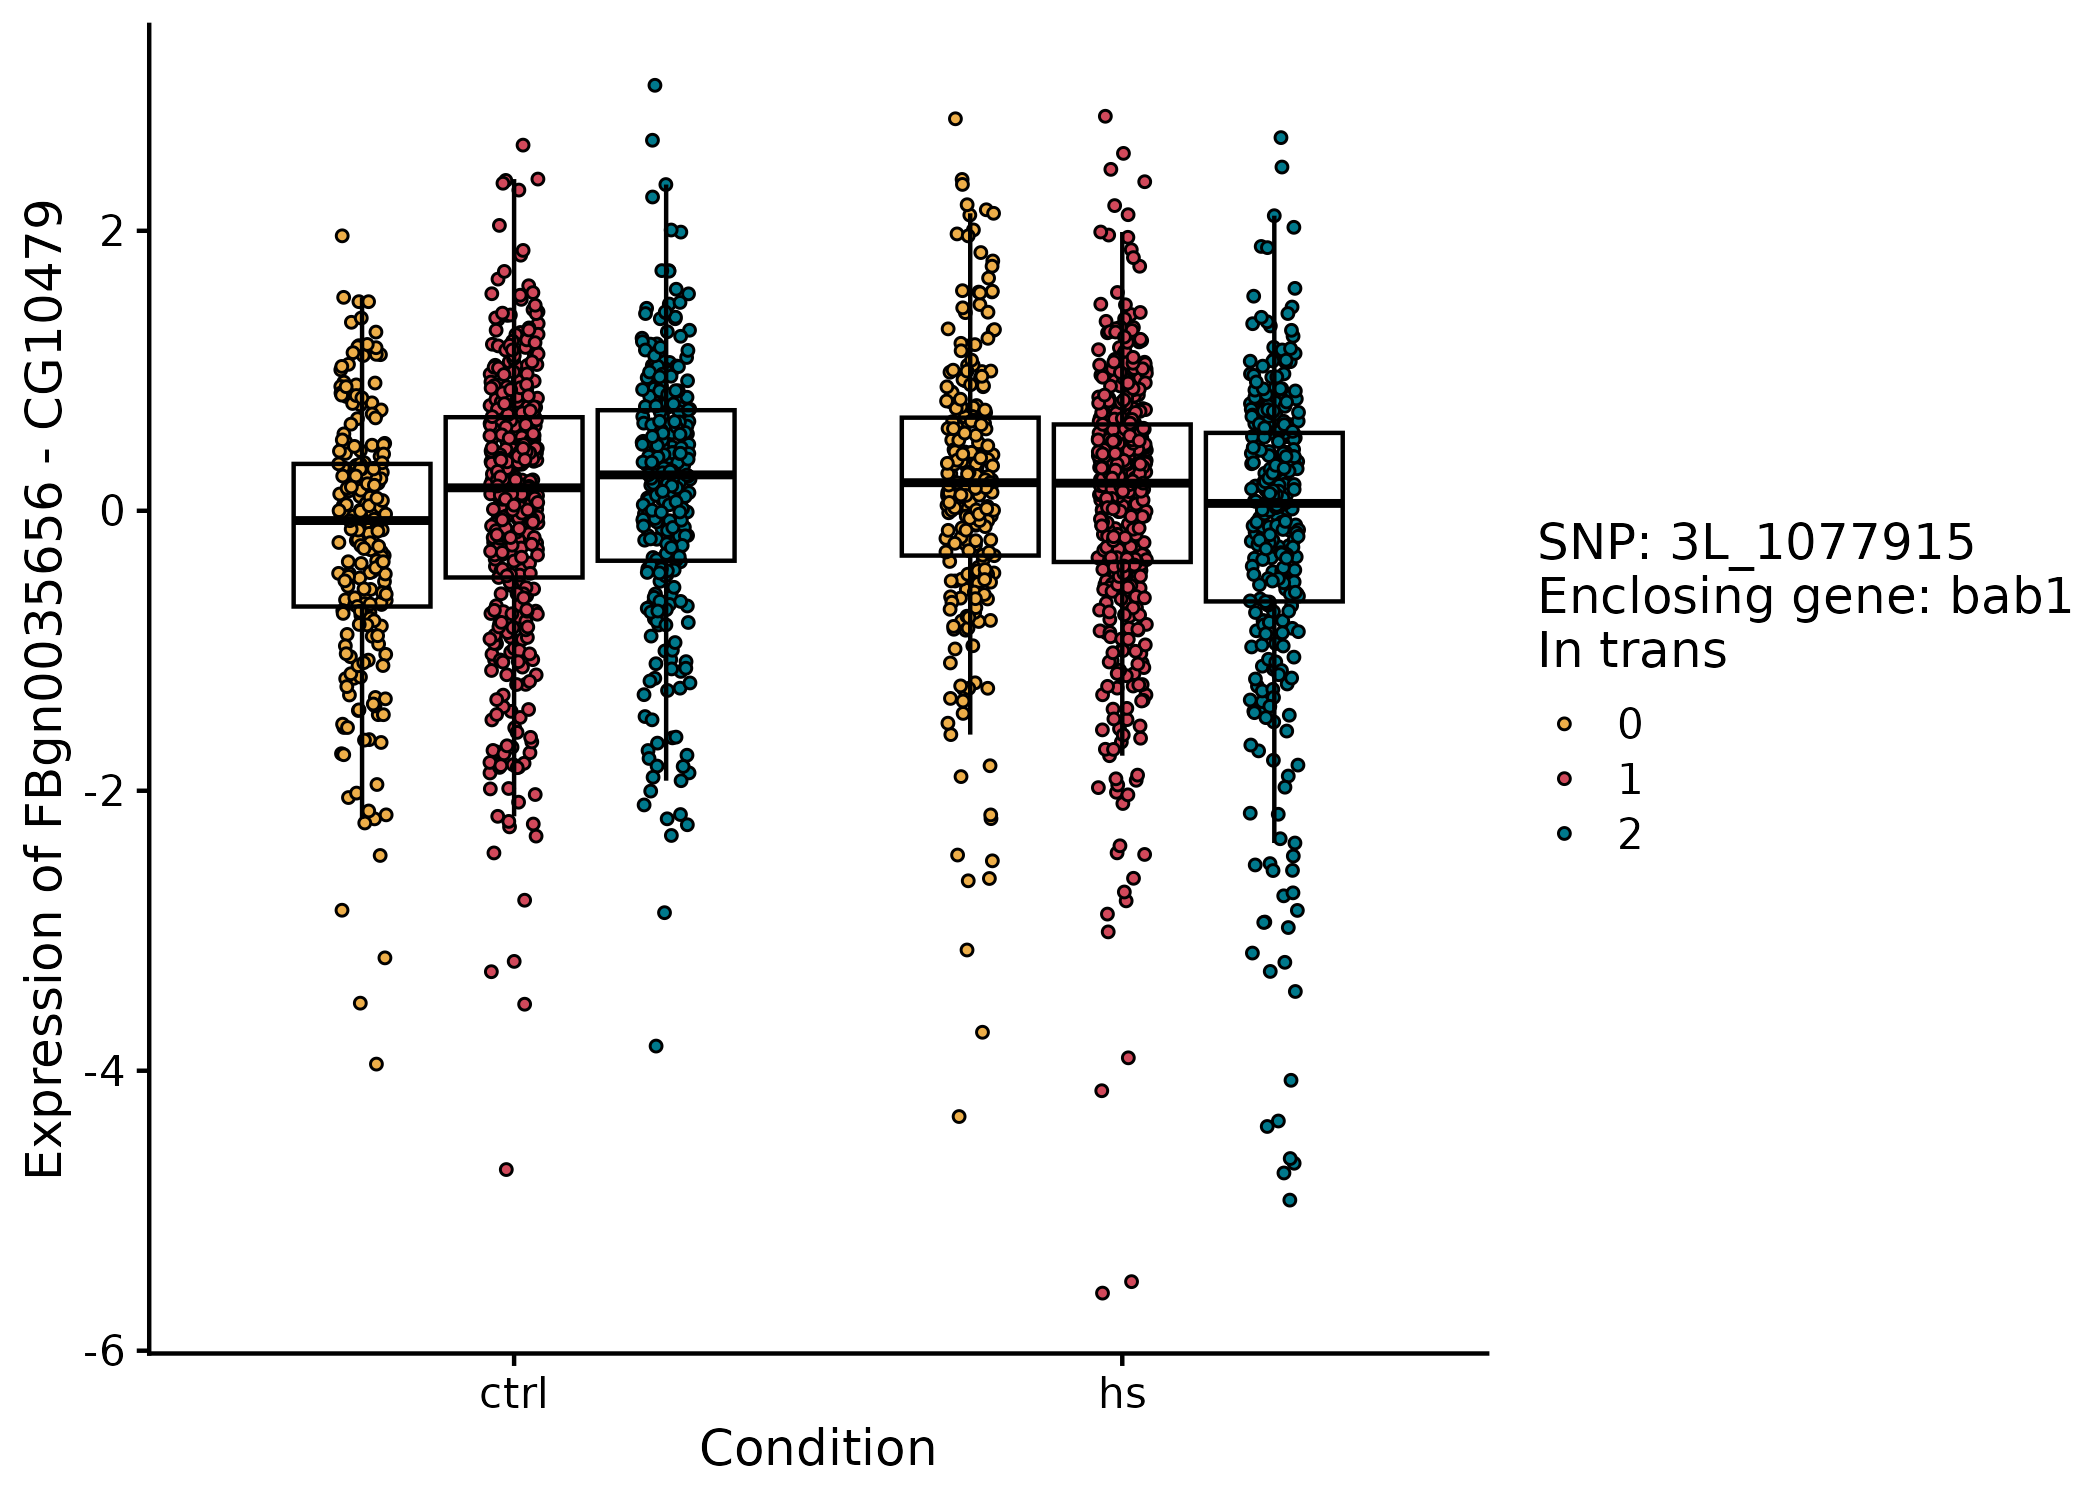 Expression of FBgn0035656 - CG10479
2
0
-2
-4
-6
ctrl
hs
Condition
SNP: 3L_1077915
Enclosing gene: bab1
In trans
0
1
2